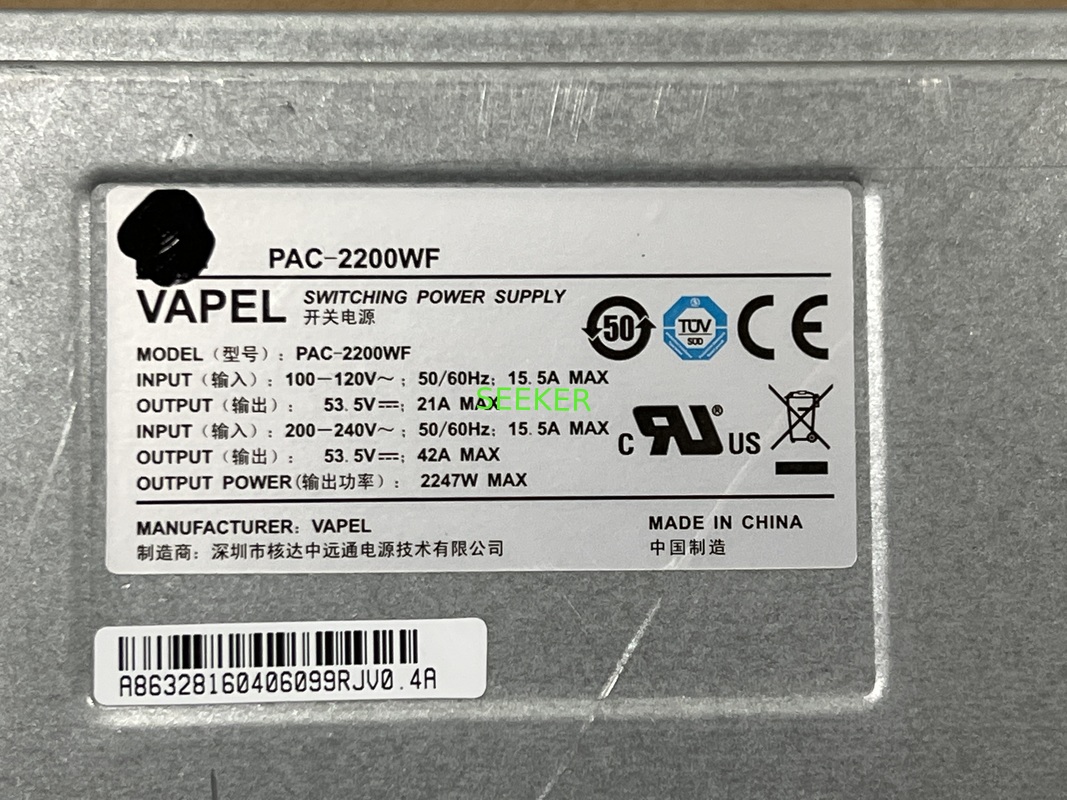 PAC-2200WF
VAPEL SWITCHING POWER SUPPLY
开关电源
50 TÜV SÜD CE
MODEL（型号）：PAC-2200WF
INPUT（输入）：100－120V～；50/60Hz；15.5A MAX
OUTPUT（输出）：53.5V⎓；21A MAX
SEEKER
INPUT（输入）：200－240V～；50/60Hz；15.5A MAX
OUTPUT（输出）：53.5V⎓；42A MAX
OUTPUT POWER(输出功率)：2247W MAX
C RU® US
MANUFACTURER：VAPEL
制造商：深圳市核达中远通电源技术有限公司
MADE IN CHINA
中国制造
A86328160406099RJV0.4A